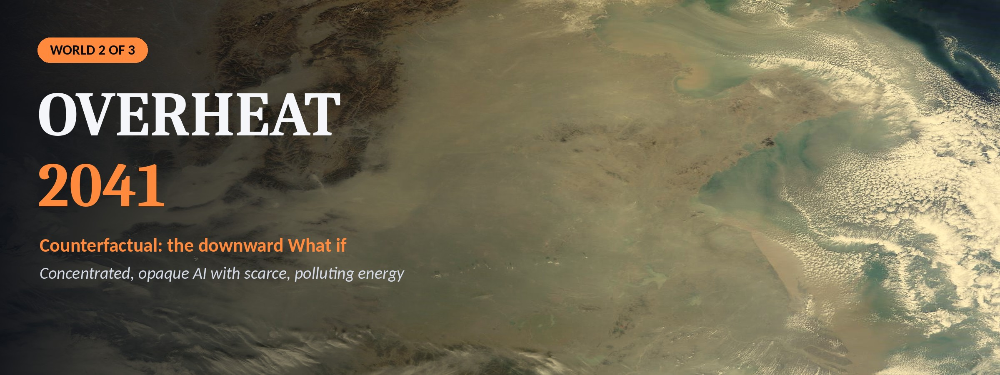 WORLD 2 OF 3
OVERHEAT
2041
Counterfactual: the downward What if
Concentrated, opaque AI with scarce, polluting energy